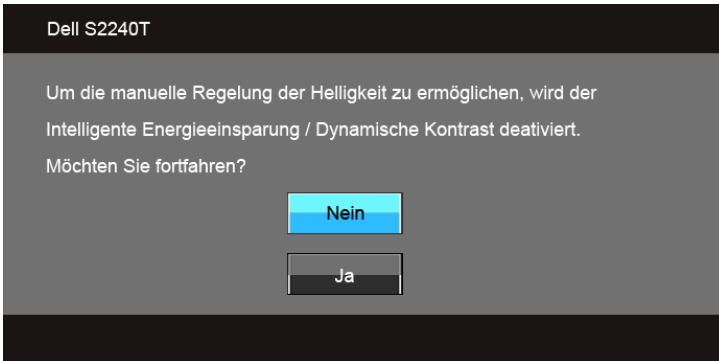 Dell S2240T
Um die manuelle Regelung der Helligkeit zu ermöglichen, wird der
Intelligente Energieeinsparung / Dynamische Kontrast deativiert.
Möchten Sie fortfahren?
Nein
Ja